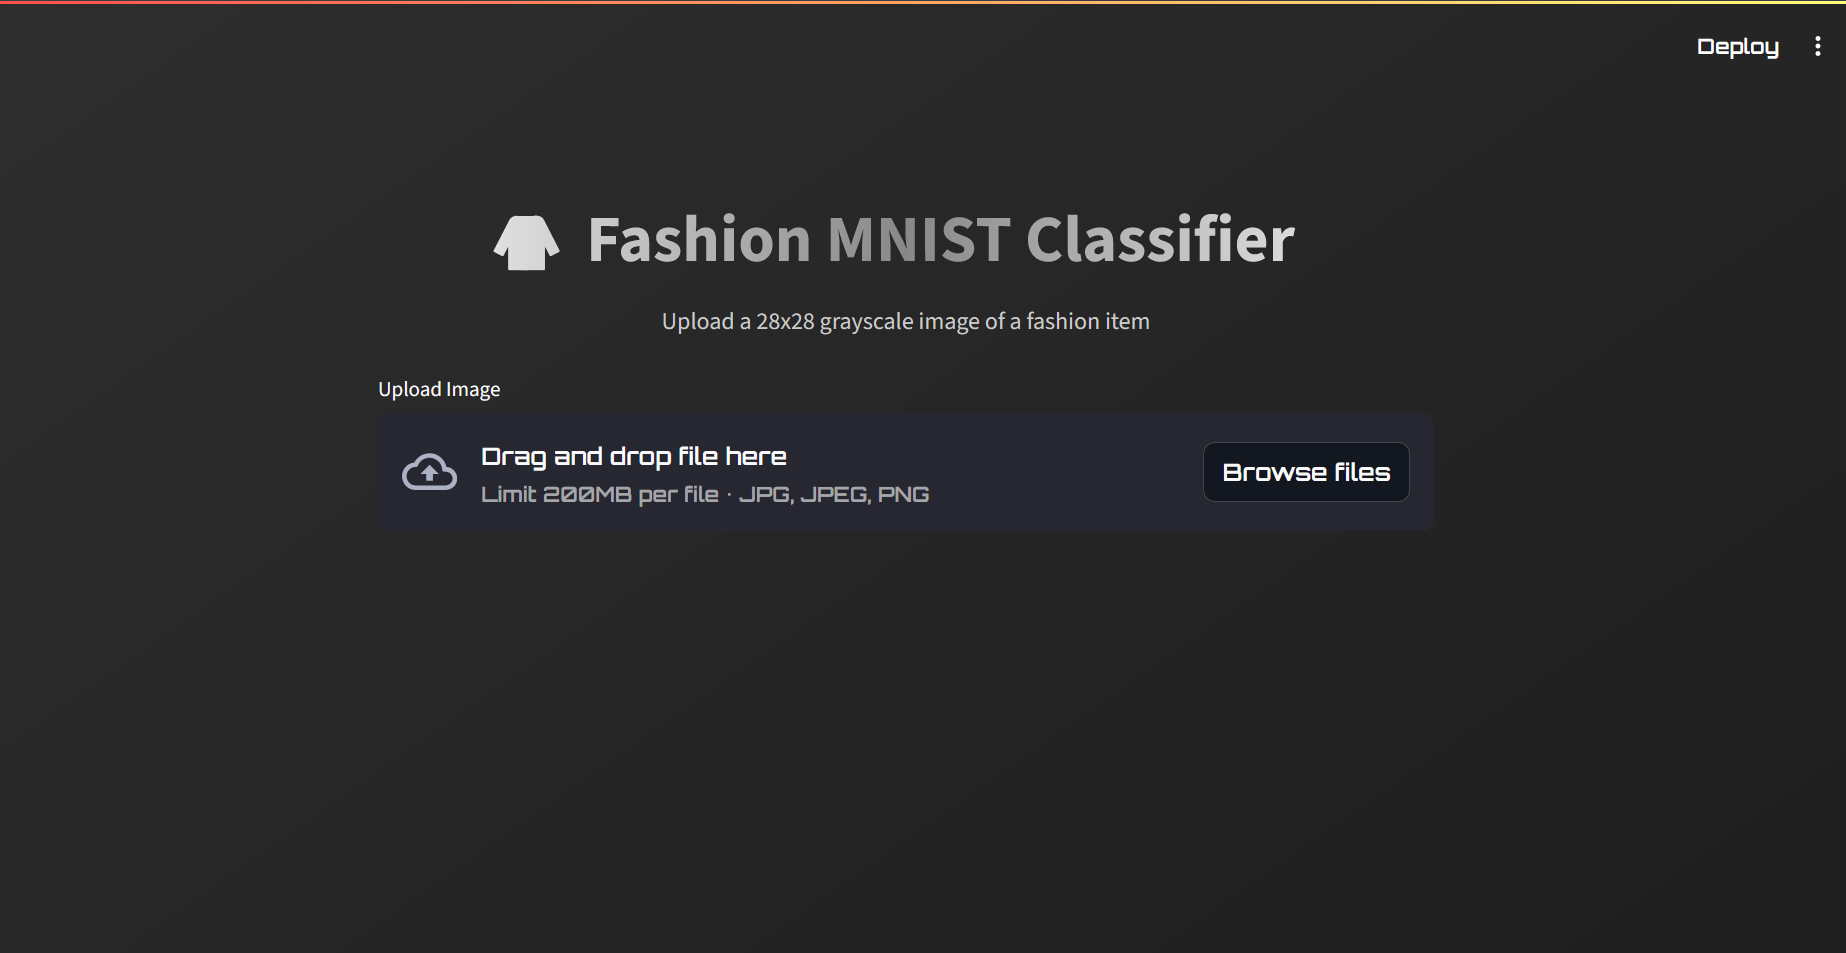 Deploy
Fashion MNIST Classifier
Upload a 28x28 grayscale image of a fashion item
Upload Image
Drag and drop file here
Limit 200MB per file · JPG, JPEG, PNG
Browse files